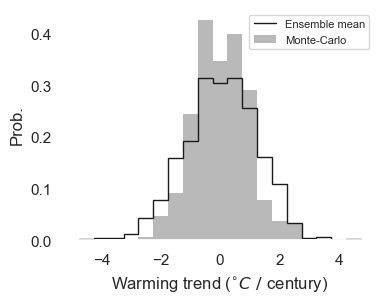 Ensemble mean
Monte-Carlo
Prob.
0.4
0.3
0.2
0.1
0.0
−4 −2 0 2 4
Warming trend (°C / century)